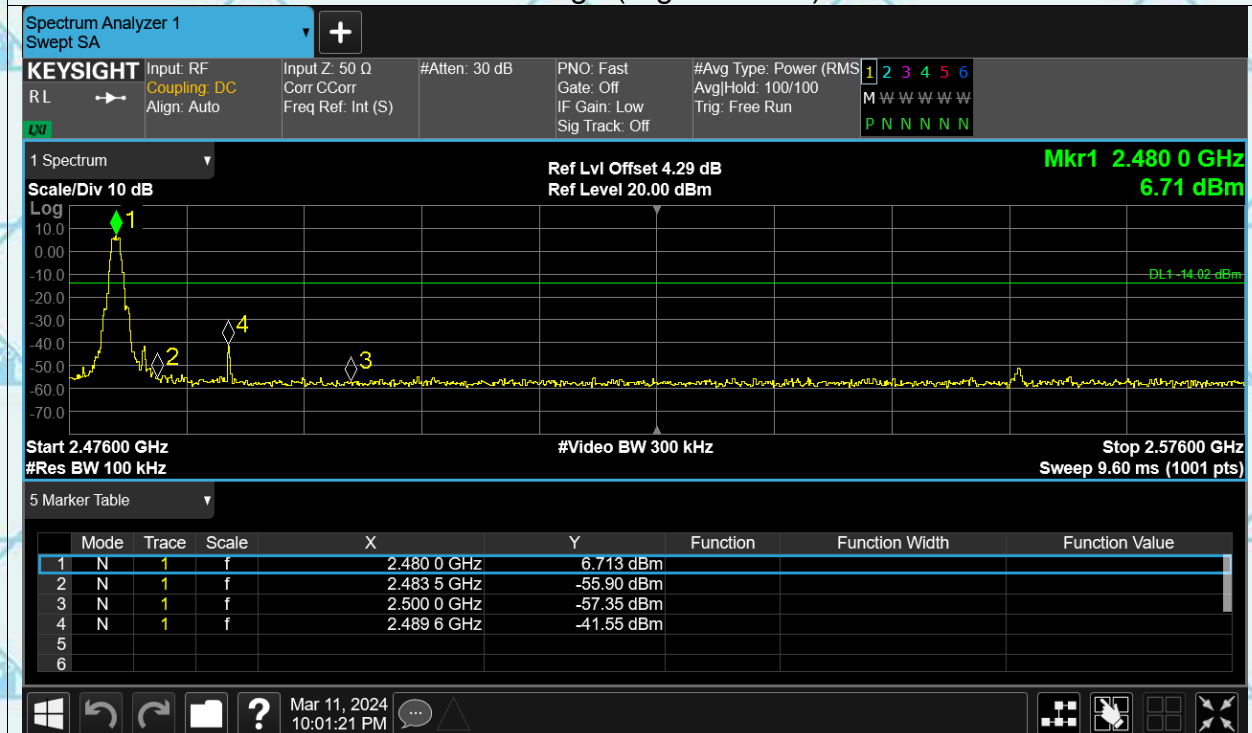 Spectrum Analyzer 1
Swept SA
+
KEYSIGHT
RL
LXI
Input: RF
Coupling: DC
Align: Auto
Input Z: 50 Ω
Corr CCorr
Freq Ref: Int (S)
#Atten: 30 dB
PNO: Fast
Gate: Off
IF Gain: Low
Sig Track: Off
#Avg Type: Power (RMS
Avg|Hold: 100/100
Trig: Free Run
1 2 3 4 5 6
M W W W W W
P N N N N N
1 Spectrum
Scale/Div 10 dB
Ref Lvl Offset 4.29 dB
Ref Level 20.00 dBm
Mkr1 2.480 0 GHz
6.71 dBm
Log
10.0
0.00
-10.0
-20.0
-30.0
-40.0
-50.0
-60.0
-70.0
1
2
4
3
DL1 -14.02 dBm
Start 2.47600 GHz
#Video BW 300 kHz
Stop 2.57600 GHz
#Res BW 100 kHz
Sweep 9.60 ms (1001 pts)
5 Marker Table
Mode Trace Scale X Y Function Function Width Function Value
1 N 1 f 2.480 0 GHz 6.713 dBm
2 N 1 f 2.483 5 GHz -55.90 dBm
3 N 1 f 2.500 0 GHz -57.35 dBm
4 N 1 f 2.489 6 GHz -41.55 dBm
5
6
?
Mar 11, 2024
10:01:21 PM